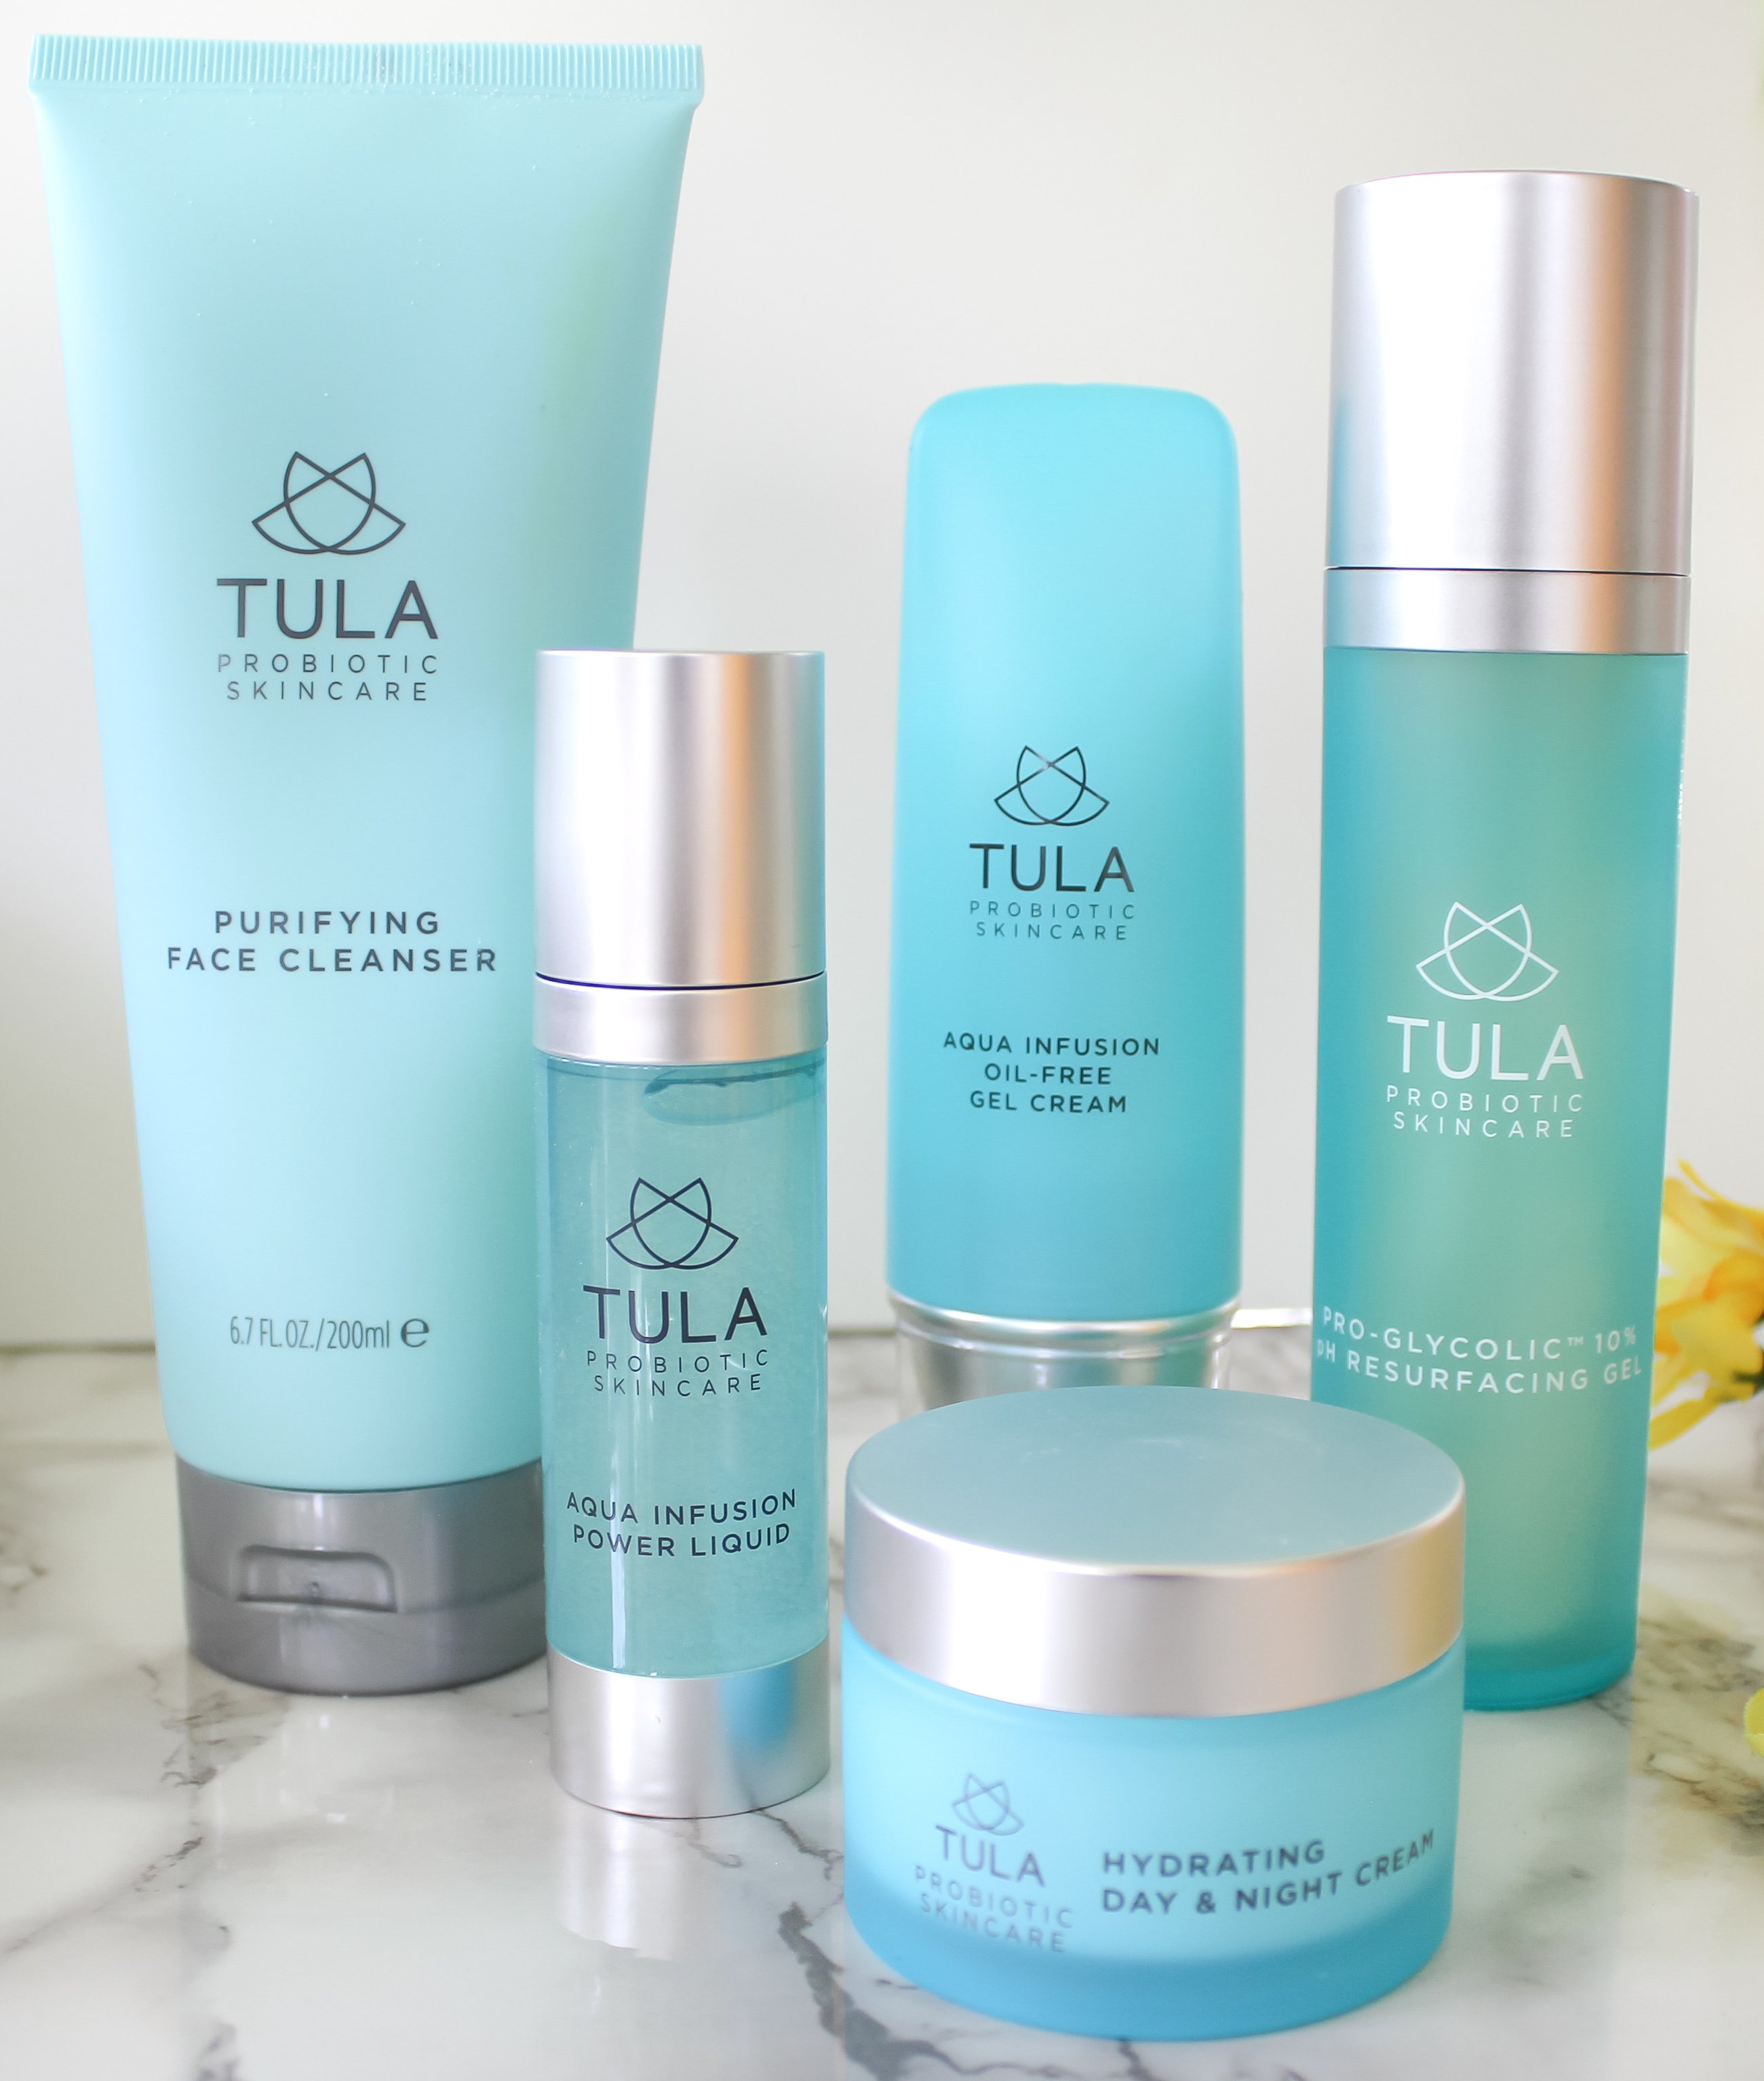 TULA
PROBIOTIC
SKINCARE
PURIFYING
FACE CLEANSER
6.7 FL.OZ./200ml ℮
TULA
PROBIOTIC
SKINCARE
AQUA INFUSION
POWER LIQUID
TULA
PROBIOTIC
SKINCARE
AQUA INFUSION
OIL-FREE
GEL CREAM
TULA
PROBIOTIC
SKINCARE
PRO-GLYCOLIC™ 10%
pH RESURFACING GEL
TULA
PROBIOTIC
SKINCARE
HYDRATING
DAY & NIGHT CREAM